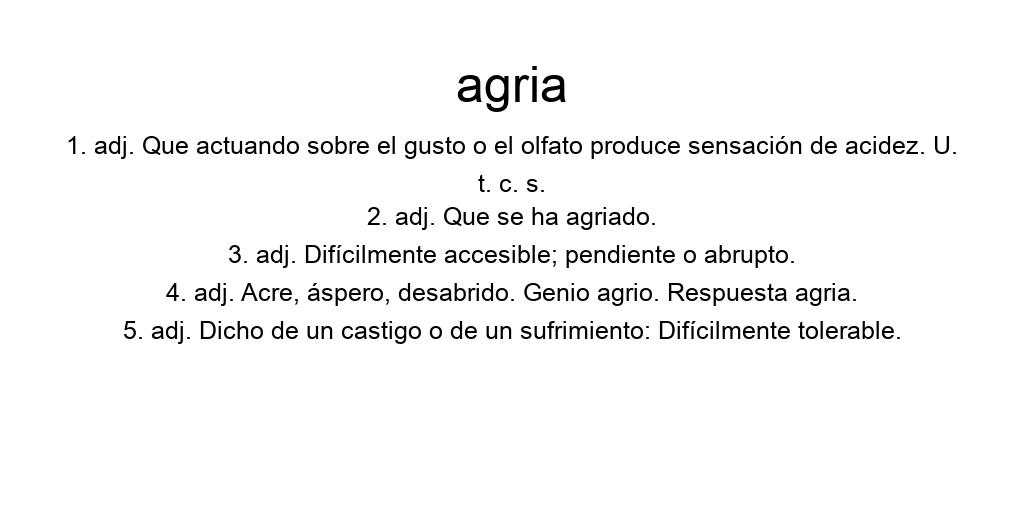 agria
1. adj. Que actuando sobre el gusto o el olfato produce sensación de acidez. U.
t. c. s.
2. adj. Que se ha agriado.
3. adj. Difícilmente accesible; pendiente o abrupto.
4. adj. Acre, áspero, desabrido. Genio agrio. Respuesta agria.
5. adj. Dicho de un castigo o de un sufrimiento: Difícilmente tolerable.